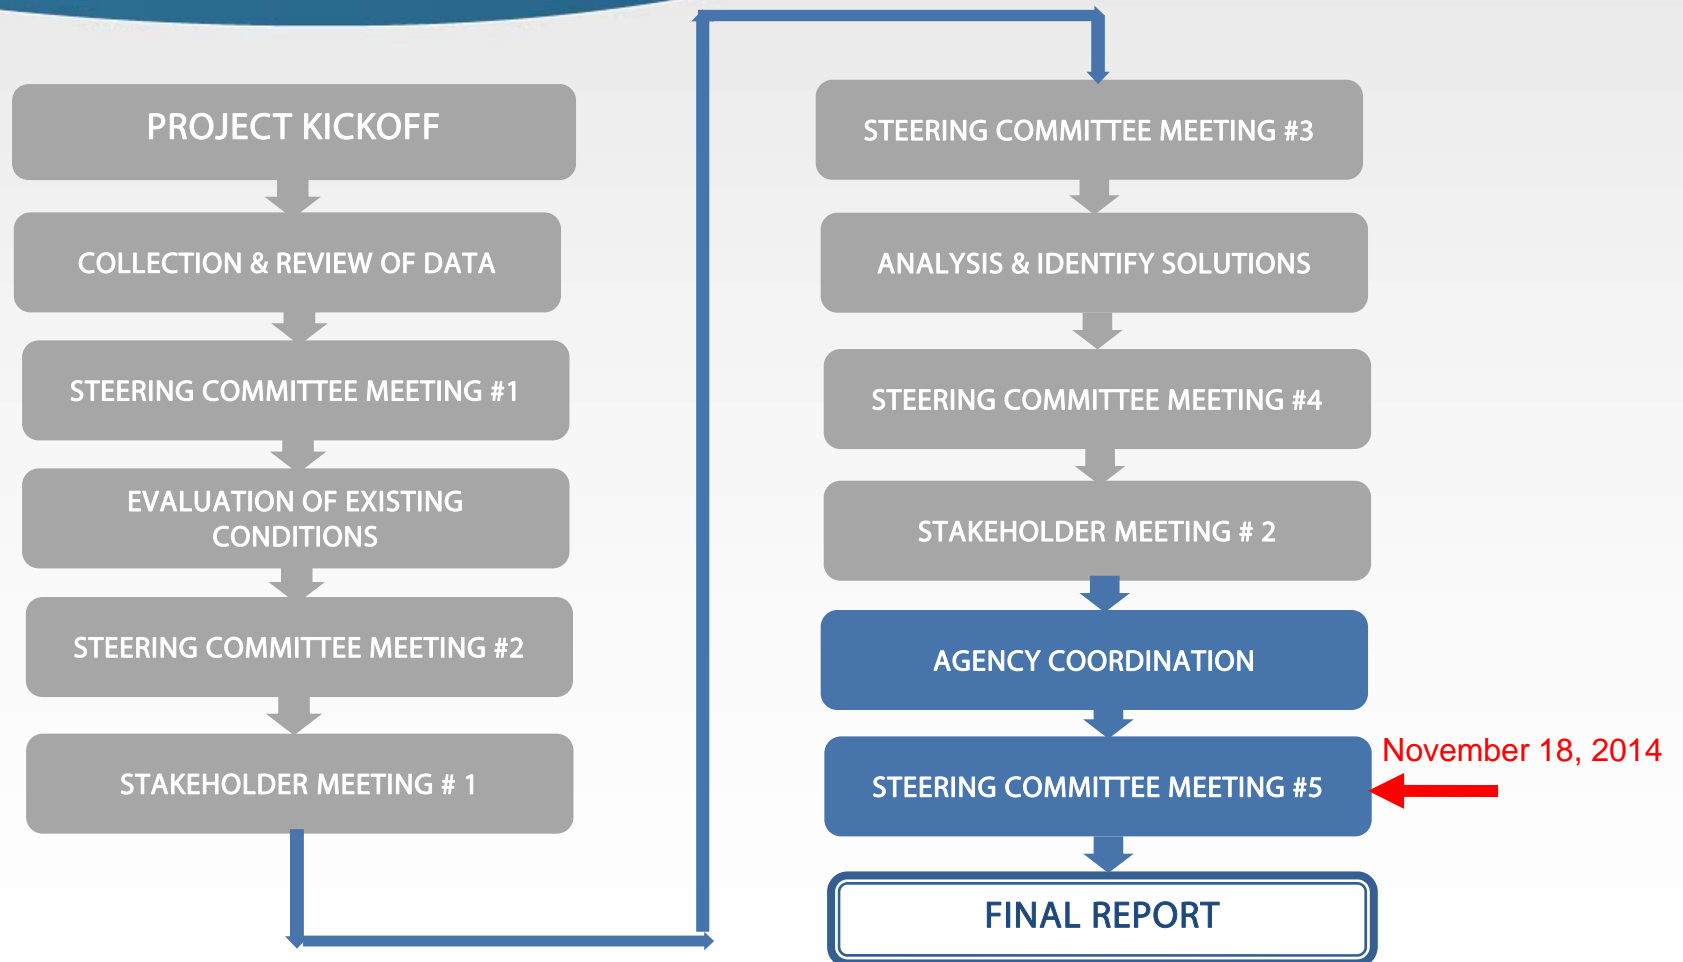 PROJECT KICKOFF
COLLECTION & REVIEW OF DATA
STEERING COMMITTEE MEETING #1
EVALUATION OF EXISTING
CONDITIONS
STEERING COMMITTEE MEETING #2
STAKEHOLDER MEETING # 1
STEERING COMMITTEE MEETING #3
ANALYSIS & IDENTIFY SOLUTIONS
STEERING COMMITTEE MEETING #4
STAKEHOLDER MEETING # 2
AGENCY COORDINATION
STEERING COMMITTEE MEETING #5
November 18, 2014
FINAL REPORT